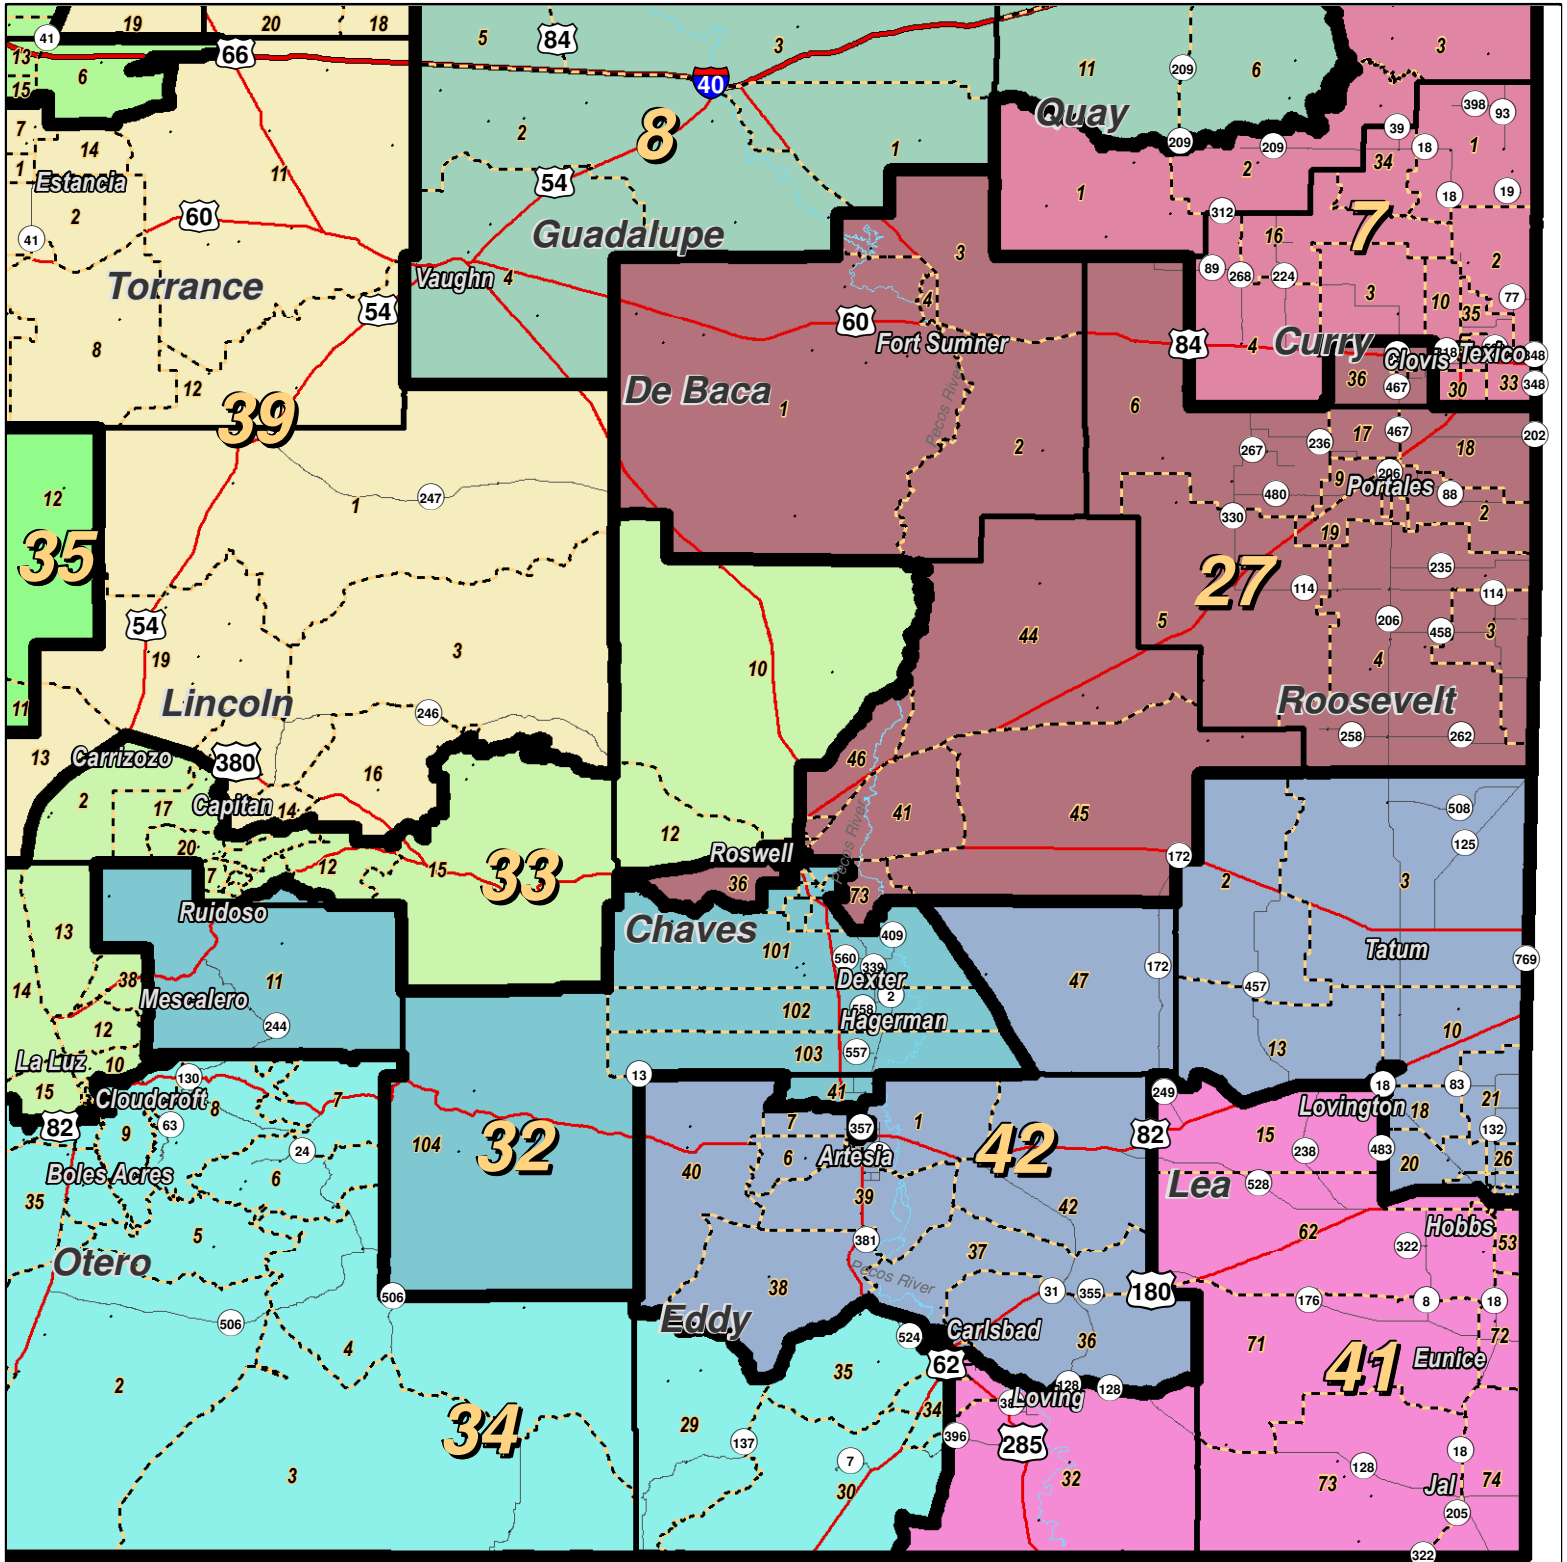 19 20 18 5 84 3 3
41 66 11 209 6
13 6 40 398 93
15 Quay
7 14 2 8 1 209 209 39 18 34 1
1 Estancia 11 54 2 18 19
2 60 1 312
41 Guadalupe 3 16 7 2
Torrance Vaughn 4 89 268 224
54 4 3 10 77
60 35
8 Fort Sumner 84 4 Curry Clovis Texico 348
12 De Baca 36 467 30 33 348
39 1 Pecos River 6
2 267 236 17 467 18 202
12 247 9 206
1 480 Portales 88
35 330 19 2
27 235
114 114
54 10 44 5 206 458 3
19 3 4
11 Lincoln Roosevelt
246 258 262
13 Carrizozo 380 46
2 17 Capitan 14 16 12 Pecos River 41 45 508
20 Roswell 172 125
7 12 15 33 36 73 2 3
Ruidoso
13 Chaves 409
101 560 339 Tatum
14 38 11 Dexter 47 172 769
Mescalero 102 558 2 457
244 Hagerman 10
12 103 557 13
La Luz 10
15 130 13 41 249 18 83
Cloudcroft 7 Lovington 21
82 8 63 7 357 1 82 18 132
9 104 32 Artesia 42 15 238 483
24 40 6 20 26
Boles Acres 39 Lea 528
35 6 42 Hobbs
5 381 62 322 53
Otero 38 37
Pecos River
506 31 355 180 176 8 18
506 Eddy 524 Carlsbad 36 71 72
4 62 41 Eunice
2 35 128 128
34 38 Loving
34 29 285
137 396 18
3 7 32 128 73 74
30 Jal
205
322